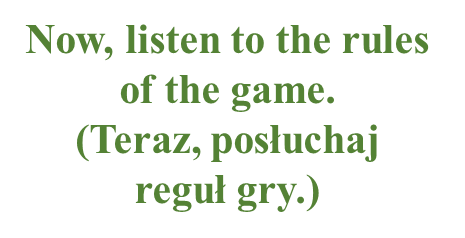 Now, listen to the rules
of the game.
(Teraz, posłuchaj
reguł gry.)